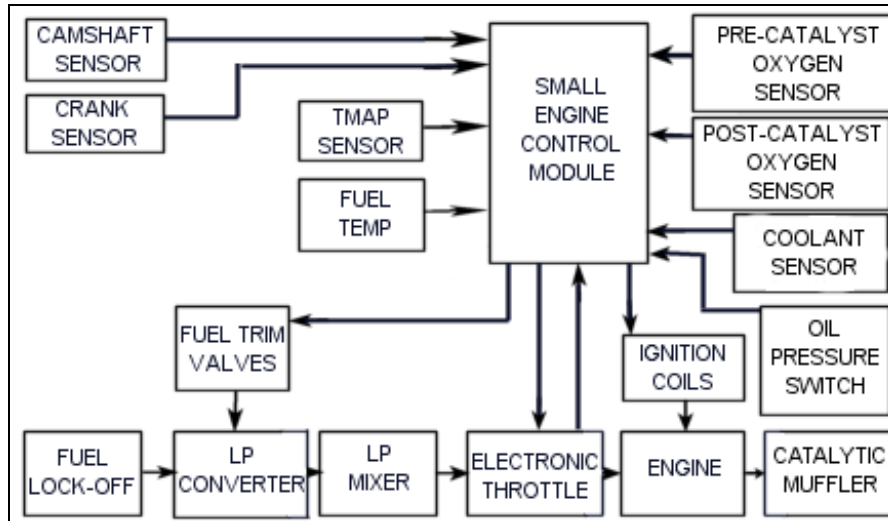 CAMSHAFT
SENSOR
CRANK
SENSOR
TMAP
SENSOR
FUEL
TEMP
SMALL
ENGINE
CONTROL
MODULE
PRE-CATALYST
OXYGEN
SENSOR
POST-CATALYST
OXYGEN
SENSOR
COOLANT
SENSOR
OIL
PRESSURE
SWITCH
FUEL TRIM
VALVES
IGNITION
COILS
FUEL
LOCK-OFF
LP
CONVERTER
LP
MIXER
ELECTRONIC
THROTTLE
ENGINE
CATALYTIC
MUFFLER